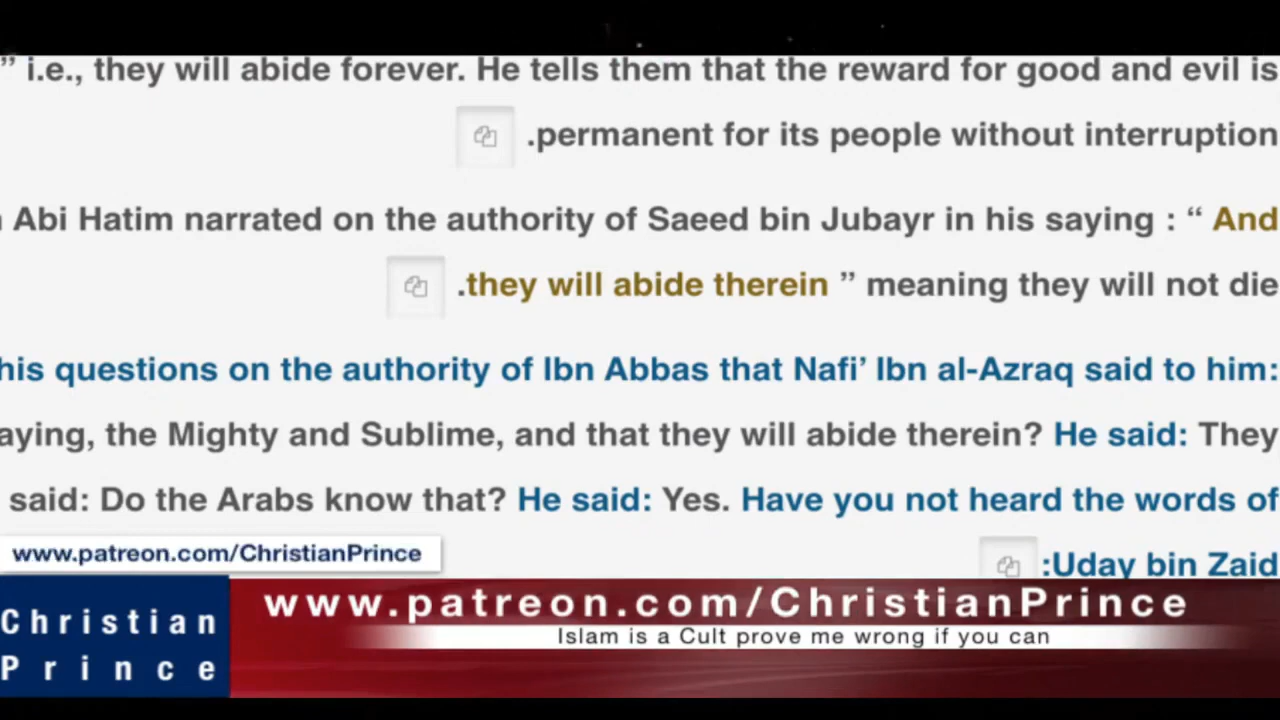 ” i.e., they will abide forever. He tells them that the reward for good and evil is
.permanent for its people without interruption
Abi Hatim narrated on the authority of Saeed bin Jubayr in his saying : “ And
.they will abide therein ” meaning they will not die
his questions on the authority of Ibn Abbas that Nafi’ Ibn al-Azraq said to him:
aying, the Mighty and Sublime, and that they will abide therein? He said: They
said: Do the Arabs know that? He said: Yes. Have you not heard the words of
:Uday bin Zaid
www.patreon.com/ChristianPrince
Christian
Prince
www.patreon.com/ChristianPrince
Islam is a Cult prove me wrong if you can